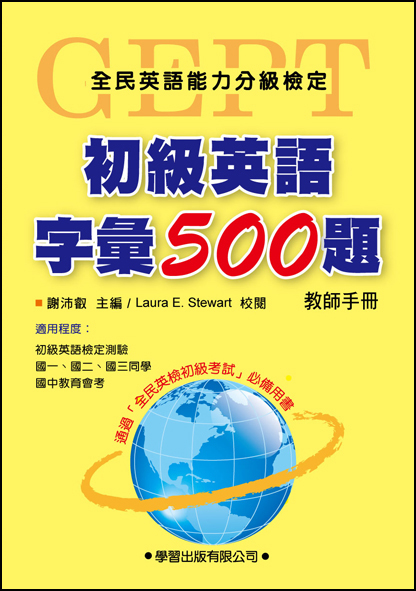 GEPT
全民英語能力分級檢定
初級英語
字彙500題
■ 謝沛叡 主編 / Laura E. Stewart 校閱 教師手冊
適用程度：
初級英語檢定測驗
國一、國二、國三同學
國中教育會考
通過「全民英檢初級考試」必備用書
● 學習出版有限公司 ●